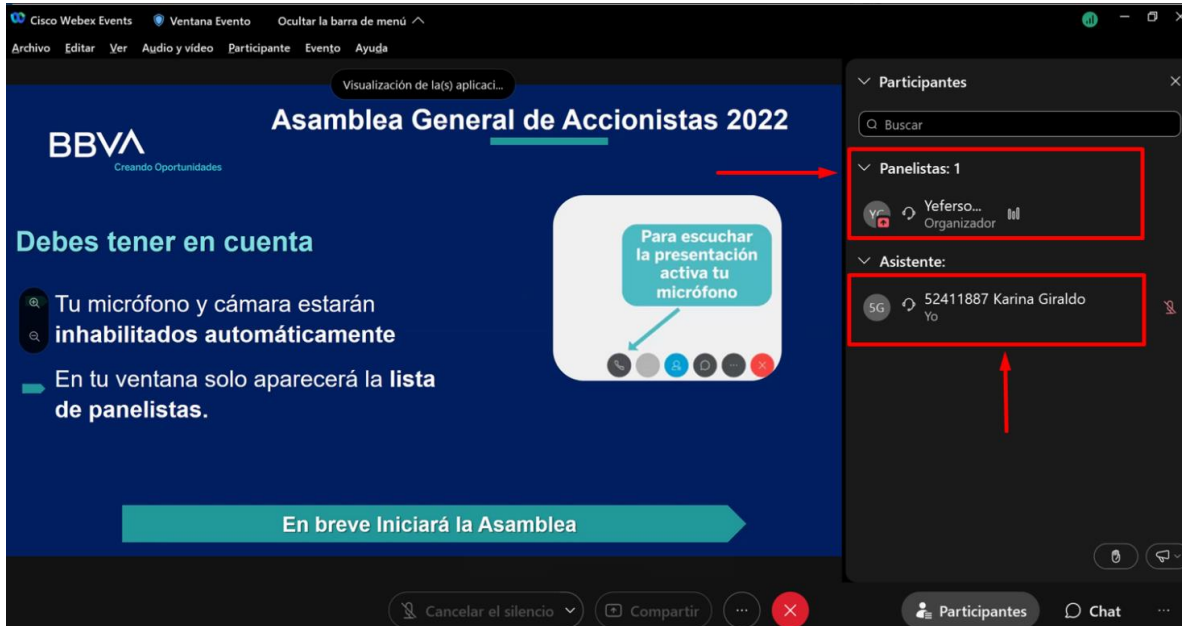 Cisco Webex Events
Ventana Evento
Ocultar la barra de menú
Archivo Editar Ver Audio y vídeo Participante Evento Ayuda
Visualización de la(s) aplicaci...
BBVA
Creando Oportunidades
Asamblea General de Accionistas 2022
Debes tener en cuenta
Tu micrófono y cámara estarán
inhabilitados automáticamente
En tu ventana solo aparecerá la lista
de panelistas.
Para escuchar
la presentación
activa tu
micrófono
En breve Iniciará la Asamblea
Participantes
Buscar
Panelistas: 1
YG
Yeferso...
Organizador
Asistente:
5G
52411887 Karina Giraldo
Yo
Cancelar el silencio
Compartir
Participantes
Chat